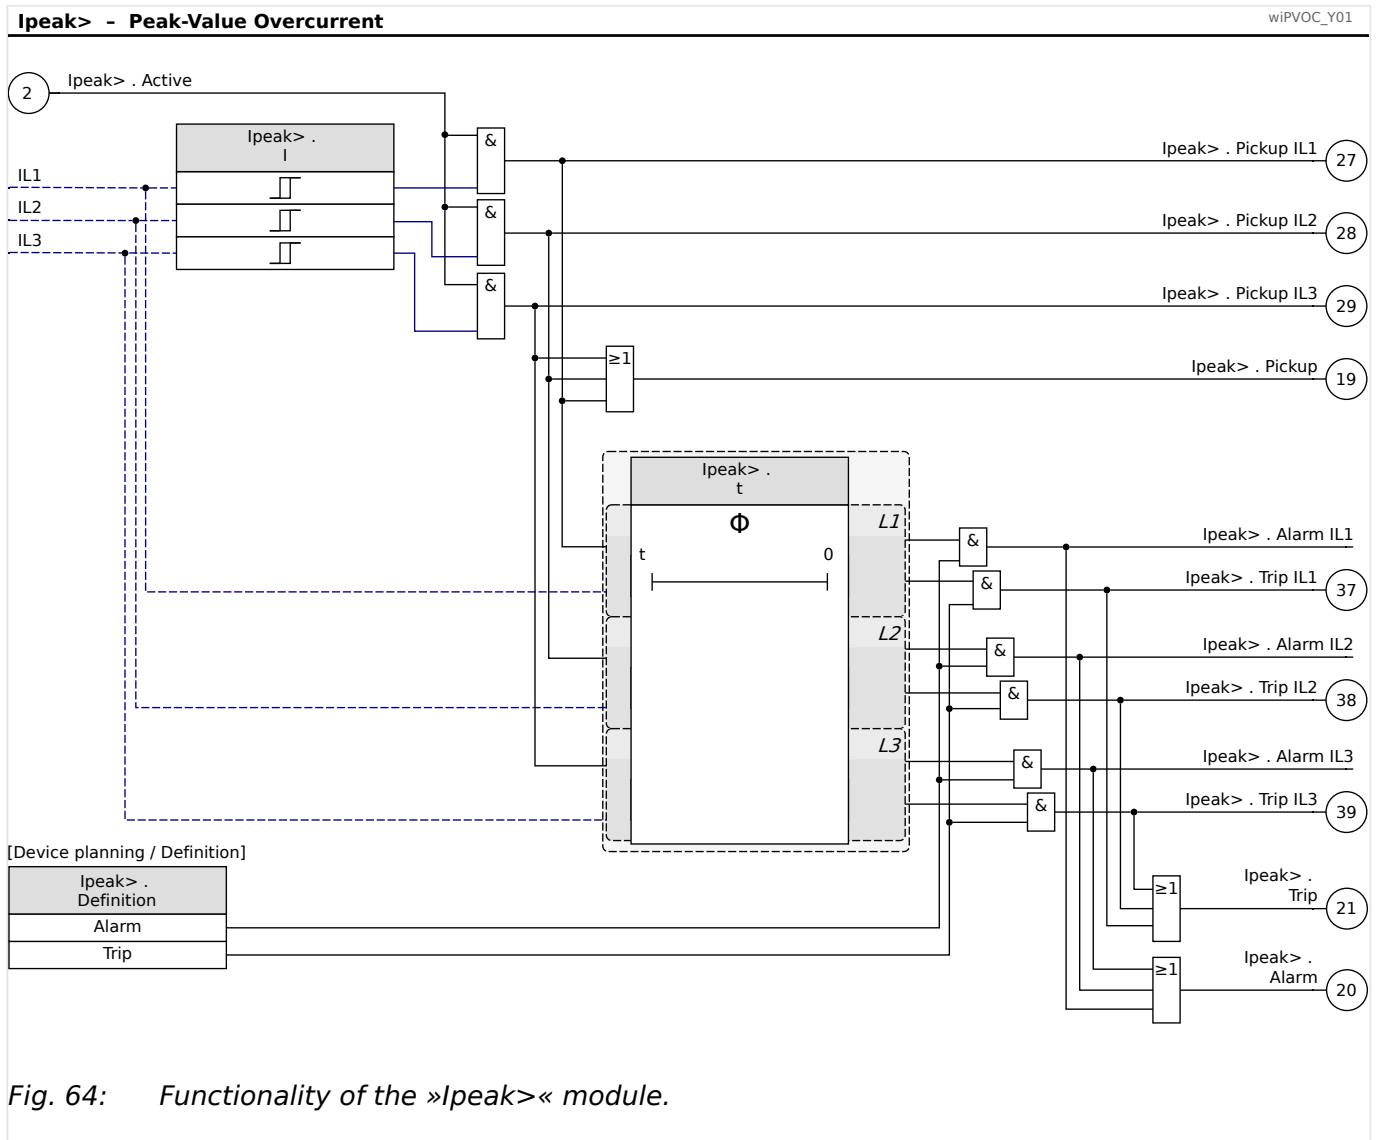 Ipeak> – Peak-Value Overcurrent
wiPVOC_Y01
2
Ipeak> . Active
Ipeak> .
I
&
Ipeak> . Pickup IL1
27
IL1
&
Ipeak> . Pickup IL2
28
IL2
IL3
&
Ipeak> . Pickup IL3
29
≥1
Ipeak> . Pickup
19
Ipeak> .
t
Φ
t
0
L1
&
Ipeak> . Alarm IL1
&
Ipeak> . Trip IL1
37
L2
&
Ipeak> . Alarm IL2
&
Ipeak> . Trip IL2
38
L3
&
Ipeak> . Alarm IL3
&
Ipeak> . Trip IL3
39
[Device planning / Definition]
Ipeak> .
Definition
Alarm
Trip
≥1
Ipeak> .
Trip
21
≥1
Ipeak> .
Alarm
20
Fig. 64: Functionality of the »Ipeak>« module.